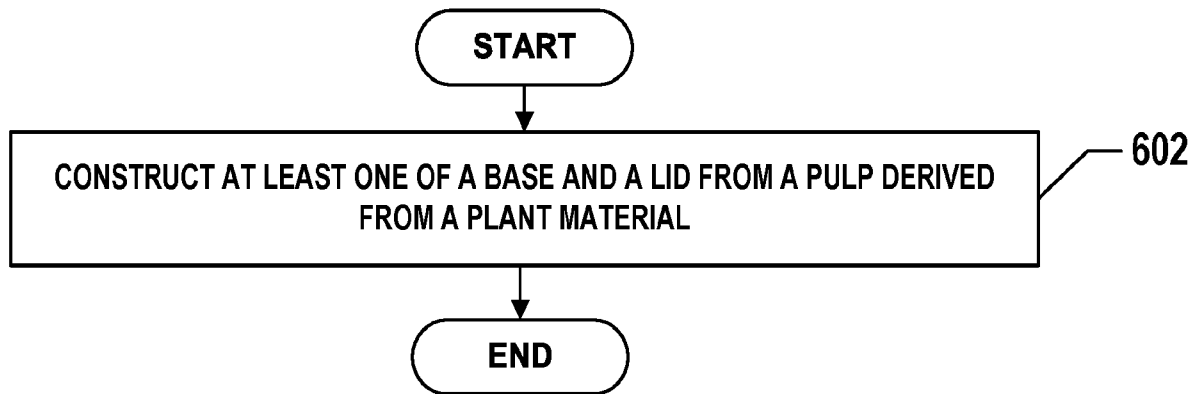 START
CONSTRUCT AT LEAST ONE OF A BASE AND A LID FROM A PULP DERIVED
FROM A PLANT MATERIAL
602
END